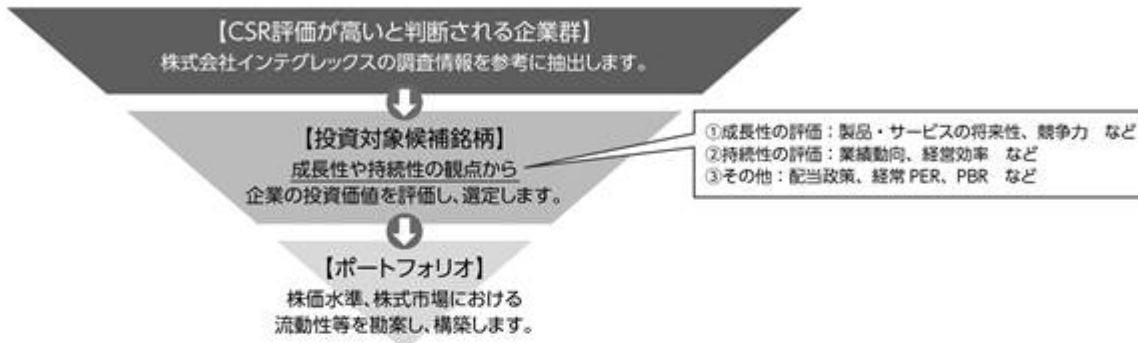 【CSR評価が高いと判断される企業群】
株式会社インテグレックスの調査情報を参考に抽出します。
【投資対象候補銘柄】
成長性や持続性の観点から
企業の投資価値を評価し、選定します。
①成長性の評価：製品・サービスの将来性、競争力　など
②持続性の評価：業績動向、経営効率　など
③その他：配当政策、経常PER、PBR　など
【ポートフォリオ】
株価水準、株式市場における
流動性等を勘案し、構築します。